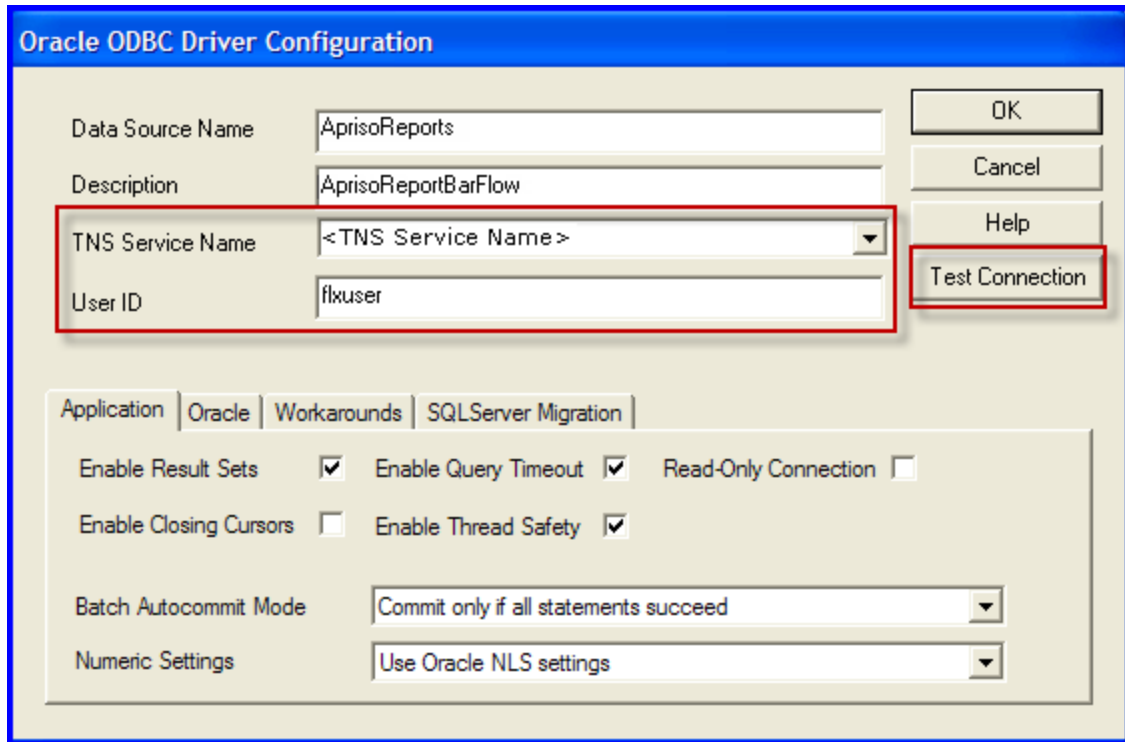 Oracle ODBC Driver Configuration
Data Source Name AprisoReports OK
Description AprisoReportBarFlow Cancel
TNS Service Name <TNS Service Name> Help
User ID flxuser Test Connection
Application Oracle Workarounds SQLServer Migration
Enable Result Sets Enable Query Timeout Read-Only Connection
Enable Closing Cursors Enable Thread Safety
Batch Autocommit Mode Commit only if all statements succeed
Numeric Settings Use Oracle NLS settings